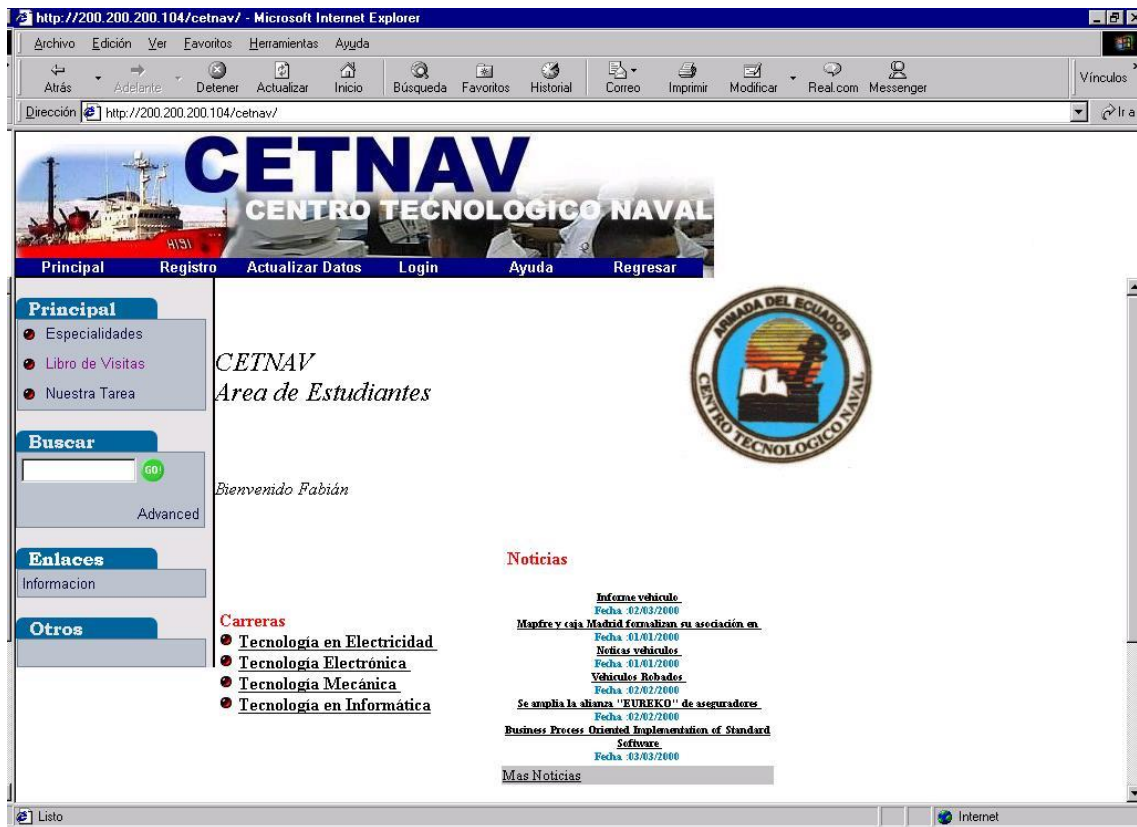 http://200.200.200.104/cetnav/ - Microsoft Internet Explorer
Archivo Edición Ver Favoritos Herramientas Ayuda
Atrás Adelante Detener Actualizar Inicio Búsqueda Favoritos Historial Correo Imprimir Modificar Real.com Messenger Vínculos
Dirección http://200.200.200.104/cetnav/ Ir a
CETNAV
CENTRO TECNOLOGICO NAVAL
H191
Principal Registro Actualizar Datos Login Ayuda Regresar
Principal
Especialidades
Libro de Visitas
Nuestra Tarea
Buscar
GO!
Advanced
Enlaces
Informacion
Otros
CETNAV
Area de Estudiantes
ARMADA DEL ECUADOR
CENTRO TECNOLOGICO NAVAL
Bienvenido Fabián
Carreras
Tecnología en Electricidad
Tecnología Electrónica
Tecnología Mecánica
Tecnología en Informática
Noticias
Informe vehiculo
Fecha :02/03/2000
Mapfre y caja Madrid formalizan su asociación en
Fecha :01/01/2000
Noticas vehiculos
Fecha :01/01/2000
Vehiculos Robados
Fecha :02/02/2000
Se amplia la alianza "EUREKO" de aseguradores
Fecha :02/02/2000
Business Process Oriented Implementation of Standard
Software
Fecha :03/03/2000
Mas Noticias
Listo Internet